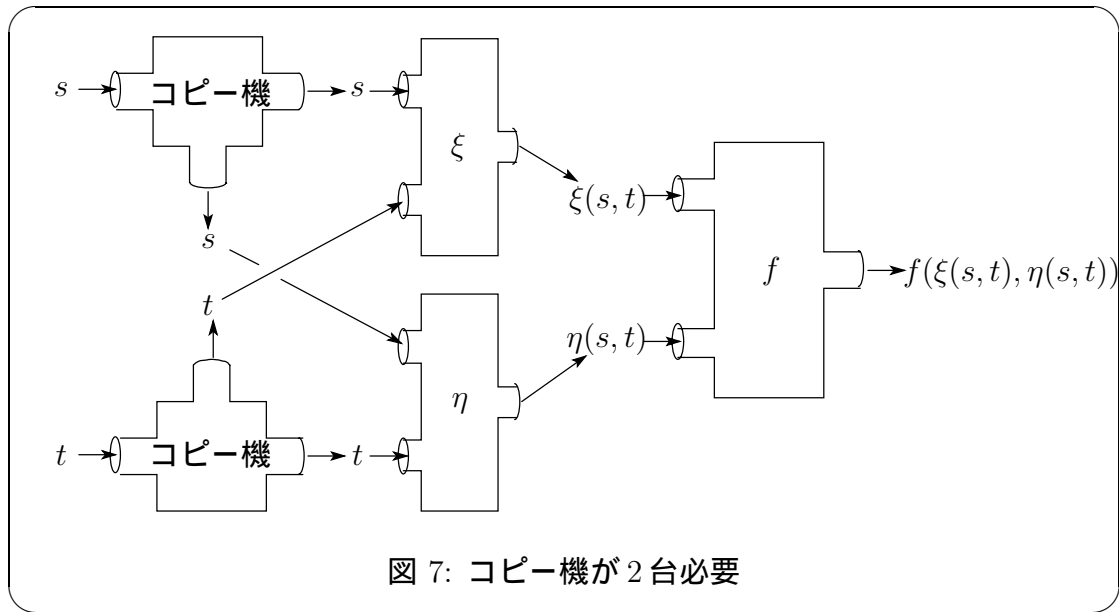 s コピー機 s ξ
ξ(s, t)
s f f(ξ(s, t), η(s, t))
t
η(s, t)
η
t コピー機 t
図 7: コピー機が 2 台必要